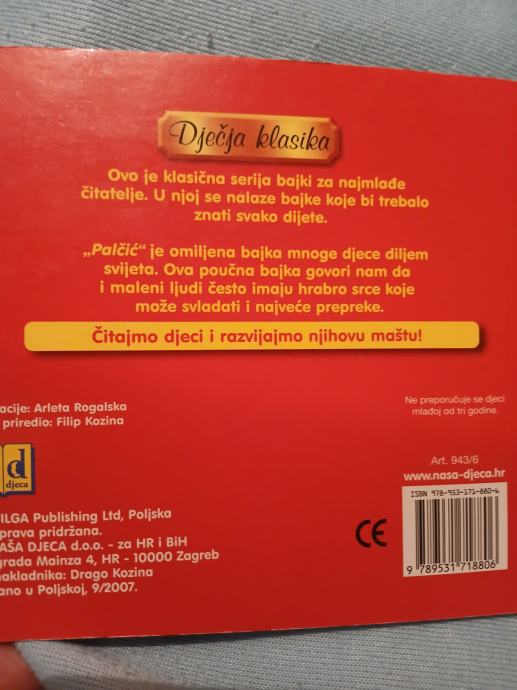 Dječja klasika
Ovo je klasična serija bajki za najmlađe
čitatelje. U njoj se nalaze bajke koje bi trebalo
znati svako dijete.
„Palčić“ je omiljena bajka mnoge djece diljem
svijeta. Ova poučna bajka govori nam da
i maleni ljudi često imaju hrabro srce koje
može svladati i najveće prepreke.
Čitajmo djeci i razvijajmo njihovu maštu!
acije: Arleta Rogalska
priredio: Filip Kozina
Ne preporučuje se djeci
mlađoj od tri godine.
d
djeca
Art. 943/6
www.nasa-djeca.hr
ISBN 978-953-171-880-6
9 789531 718806
CE
ILGA Publishing Ltd, Poljska
prava pridržana.
AŠA DJECA d.o.o. - za HR i BiH
grada Mainza 4, HR - 10000 Zagreb
nakladnika: Drago Kozina
ano u Poljskoj, 9/2007.